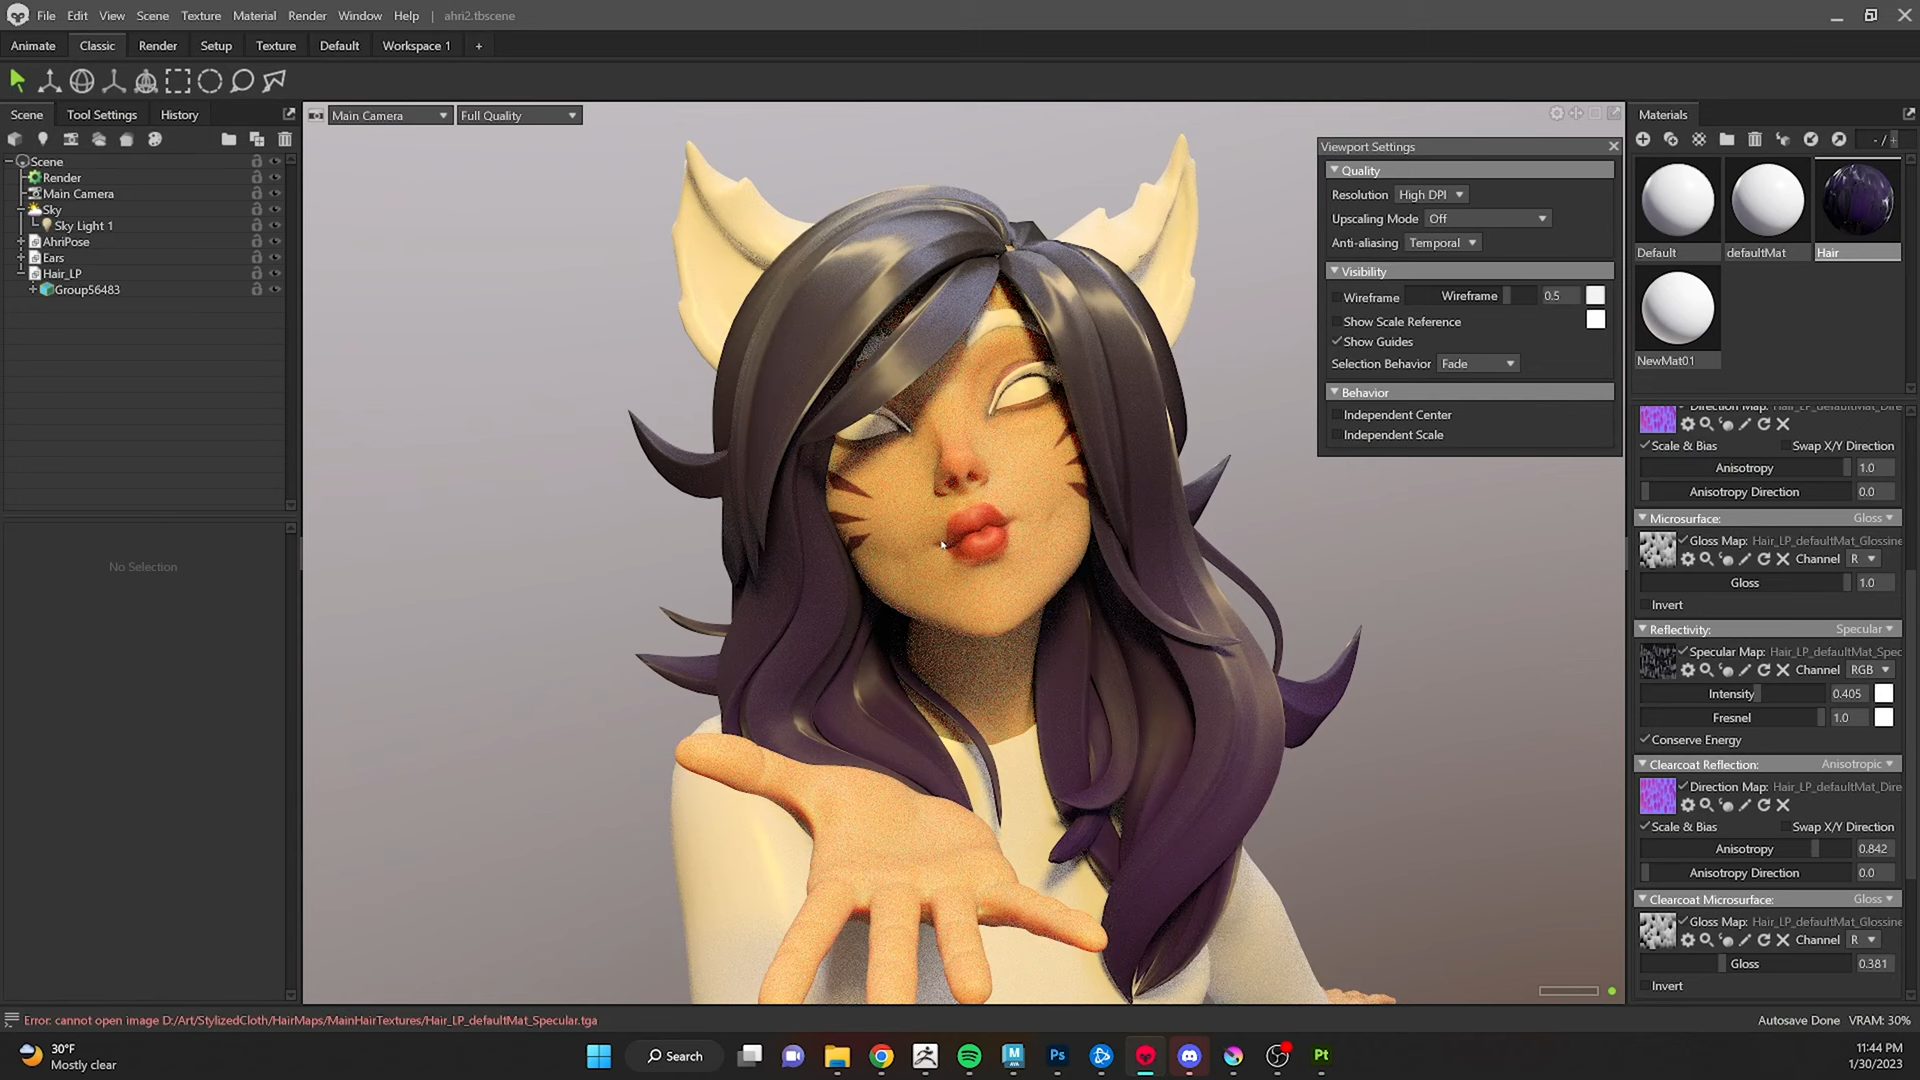 File Edit View Scene Texture Material Render Window Help | ahri2.tbscene
Animate Classic Render Setup Texture Default Workspace 1 +
Scene Tool Settings History
Scene
Render
Main Camera
Sky
Sky Light 1
AhriPose
Ears
Hair_LP
Group56483
No Selection
Main Camera Full Quality
Viewport Settings
Quality
Resolution High DPI
Upscaling Mode Off
Anti-aliasing Temporal
Visibility
Wireframe Wireframe 0.5
Show Scale Reference
Show Guides
Selection Behavior Fade
Behavior
Independent Center
Independent Scale
Materials
- / +
Default defaultMat Hair
NewMat01
Direction Map: Hair_LP_defaultMat_Dire
Scale & Bias Swap X/Y Direction
Anisotropy 1.0
Anisotropy Direction 0.0
Microsurface: Gloss
Gloss Map: Hair_LP_defaultMat_Glossine
Channel R
Gloss 1.0
Invert
Reflectivity: Specular
Specular Map: Hair_LP_defaultMat_Spec
Channel RGB
Intensity 0.405
Fresnel 1.0
Conserve Energy
Clearcoat Reflection: Anisotropic
Direction Map: Hair_LP_defaultMat_Dire
Scale & Bias Swap X/Y Direction
Anisotropy 0.842
Anisotropy Direction 0.0
Clearcoat Microsurface: Gloss
Gloss Map: Hair_LP_defaultMat_Glossine
Channel R
Gloss 0.381
Invert
Error: cannot open image D:/Art/StylizedCloth/HairMaps/MainHairTextures/Hair_LP_defaultMat_Specular.tga
Autosave Done VRAM: 30%
30°F
Mostly clear
Search
M
Ps
Pt
11:44 PM
1/30/2023